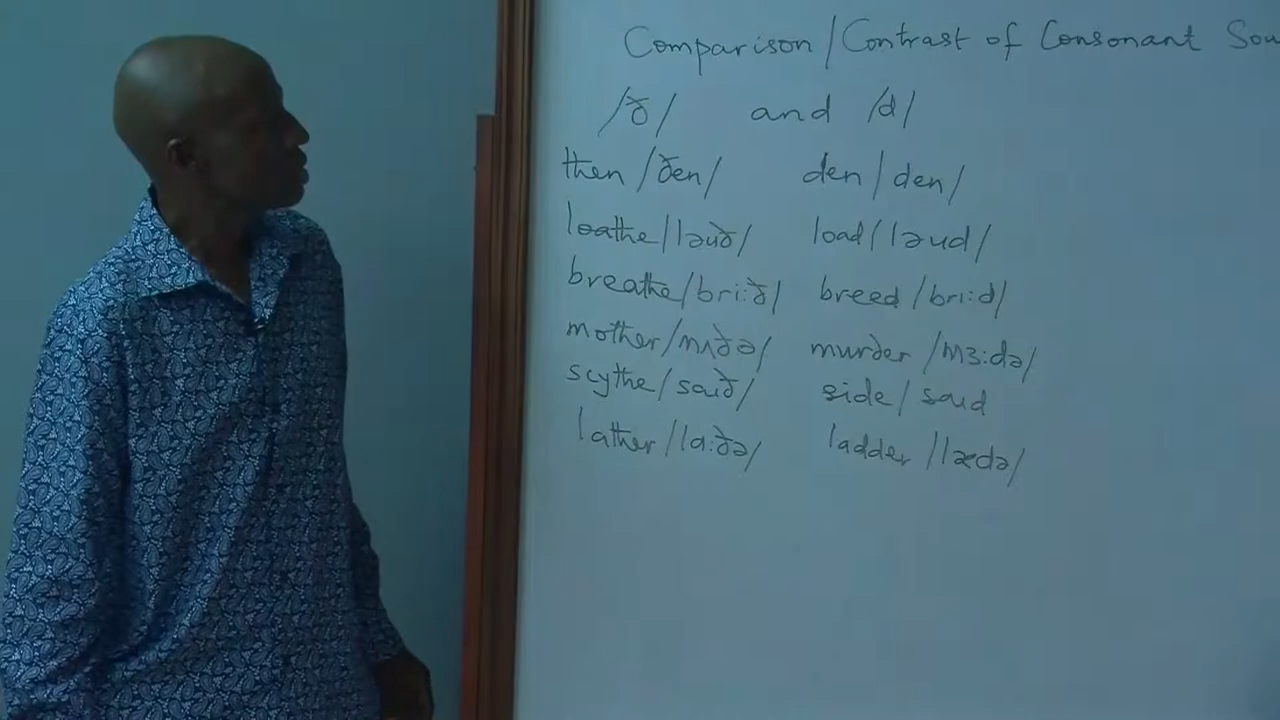 Comparison/Contrast of Consonant Sou
/ð/ and /d/
then /ðen/ den/den/
loathe/ləuð/ load/ləud/
breathe/bri:ð/ breed/bri:d/
mother/mʌðə/ murder/mɜ:də/
scythe/saið/ side/said
lather/la:ðə/ ladder/lædə/